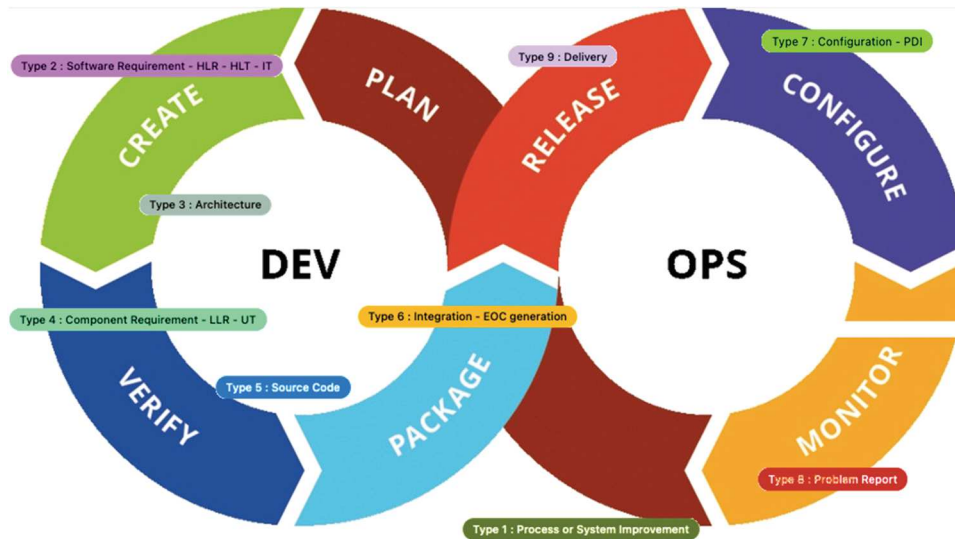 Type 9 : Delivery
Type 7 : Configuration - PDI
Type 2 : Software Requirement - HLR - HLT - IT
PLAN
CREATE
RELEASE
CONFIGURE
Type 3 : Architecture
DEV
OPS
Type 4 : Component Requirement - LLR - UT
Type 6 : Integration - EOC generation
VERIFY
Type 5 : Source Code
PACKAGE
MONITOR
Type 8 : Problem Report
Type 1 : Process or System Improvement